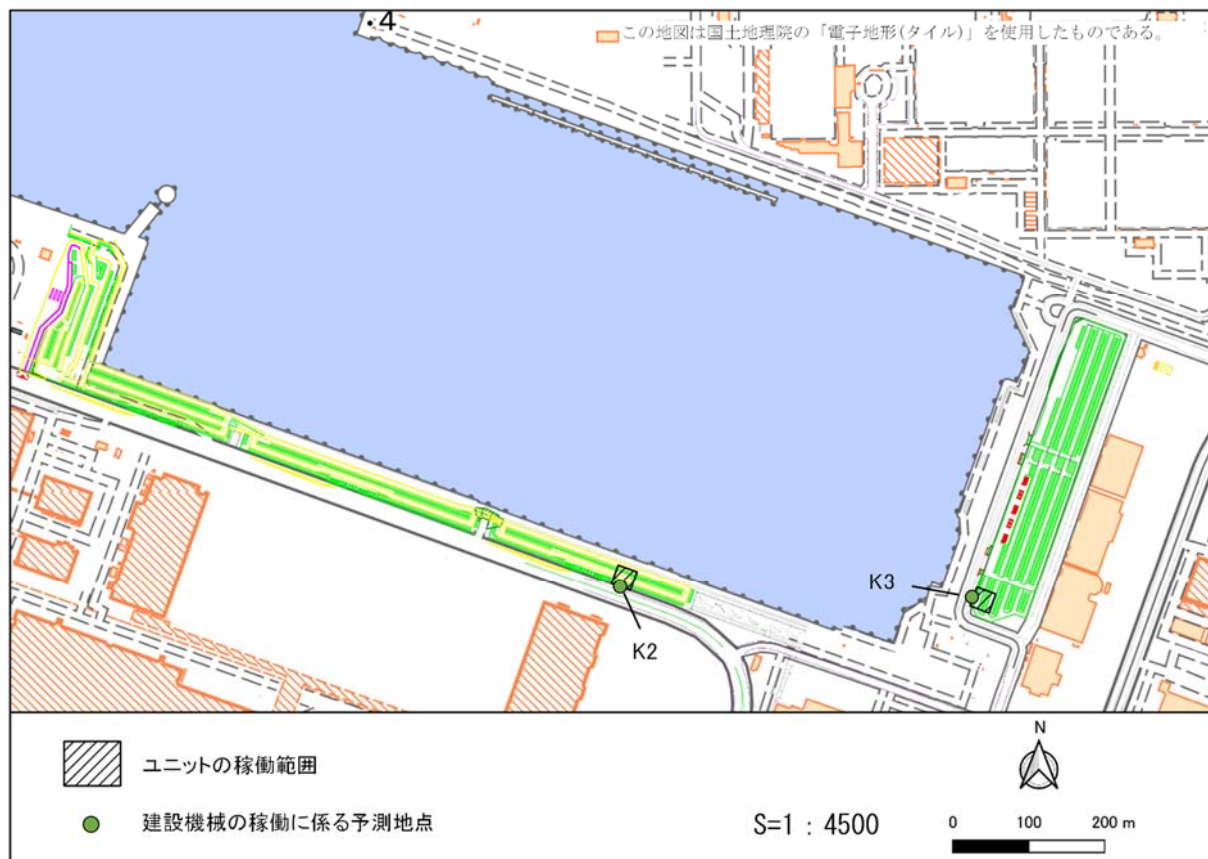 4
この地図は国土地理院の「電子地形(タイル)」を使用したものである。
K3
K2
ユニットの稼働範囲
建設機械の稼働に係る予測地点
S=1 : 4500
N
0 100 200 m